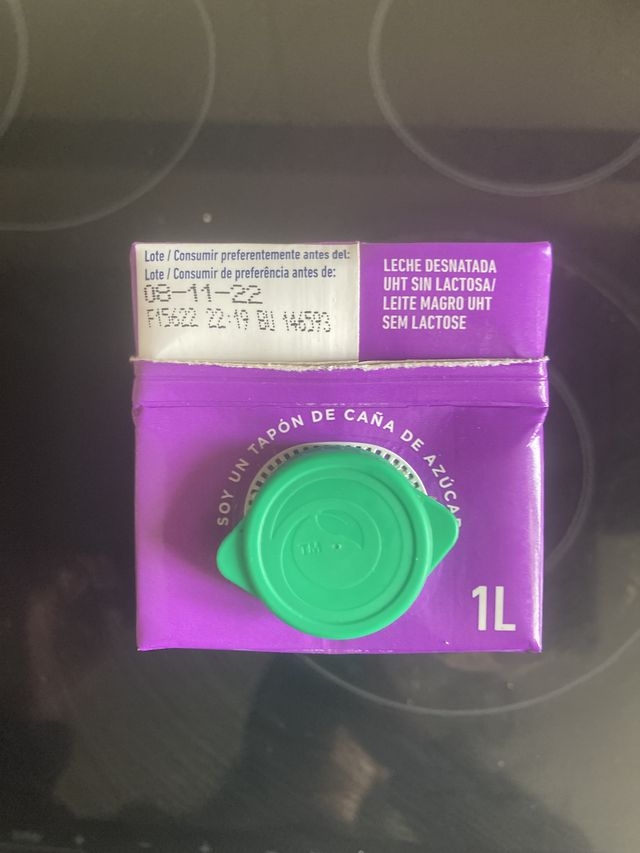 Lote / Consumir preferentemente antes del:
Lote / Consumir de preferência antes de:
08-11-22
F15622 22:19 BU 146593
LECHE DESNATADA
UHT SIN LACTOSA/
LEITE MAGRO UHT
SEM LACTOSE
SOY UN TAPÓN DE CAÑA DE AZÚCAR
TM
1L